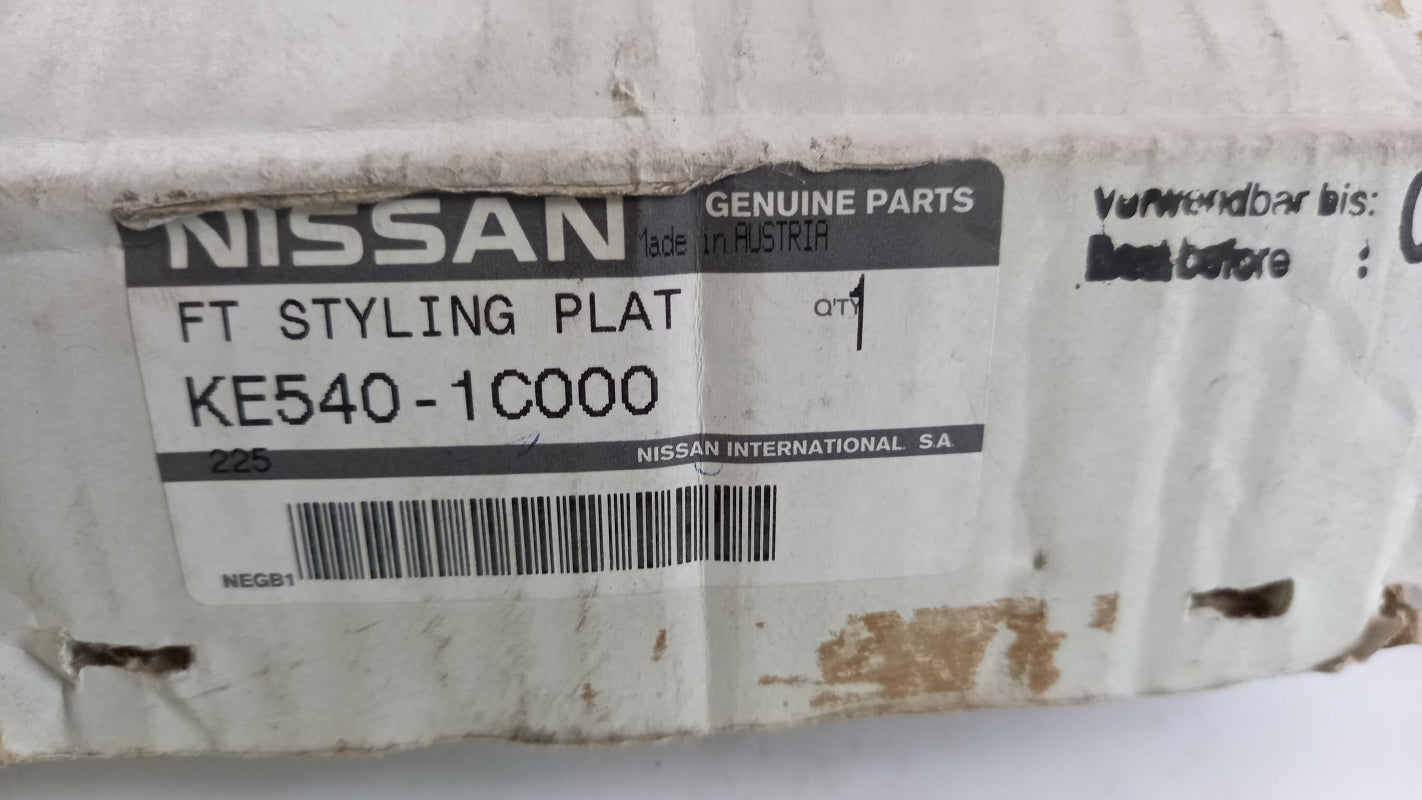 NISSAN GENUINE PARTS
Made in AUSTRIA
FT STYLING PLAT Q'TY 1
KE540-1C000
225 NISSAN INTERNATIONAL S.A.
NEGB1
Verwendbar bis:
Best before :